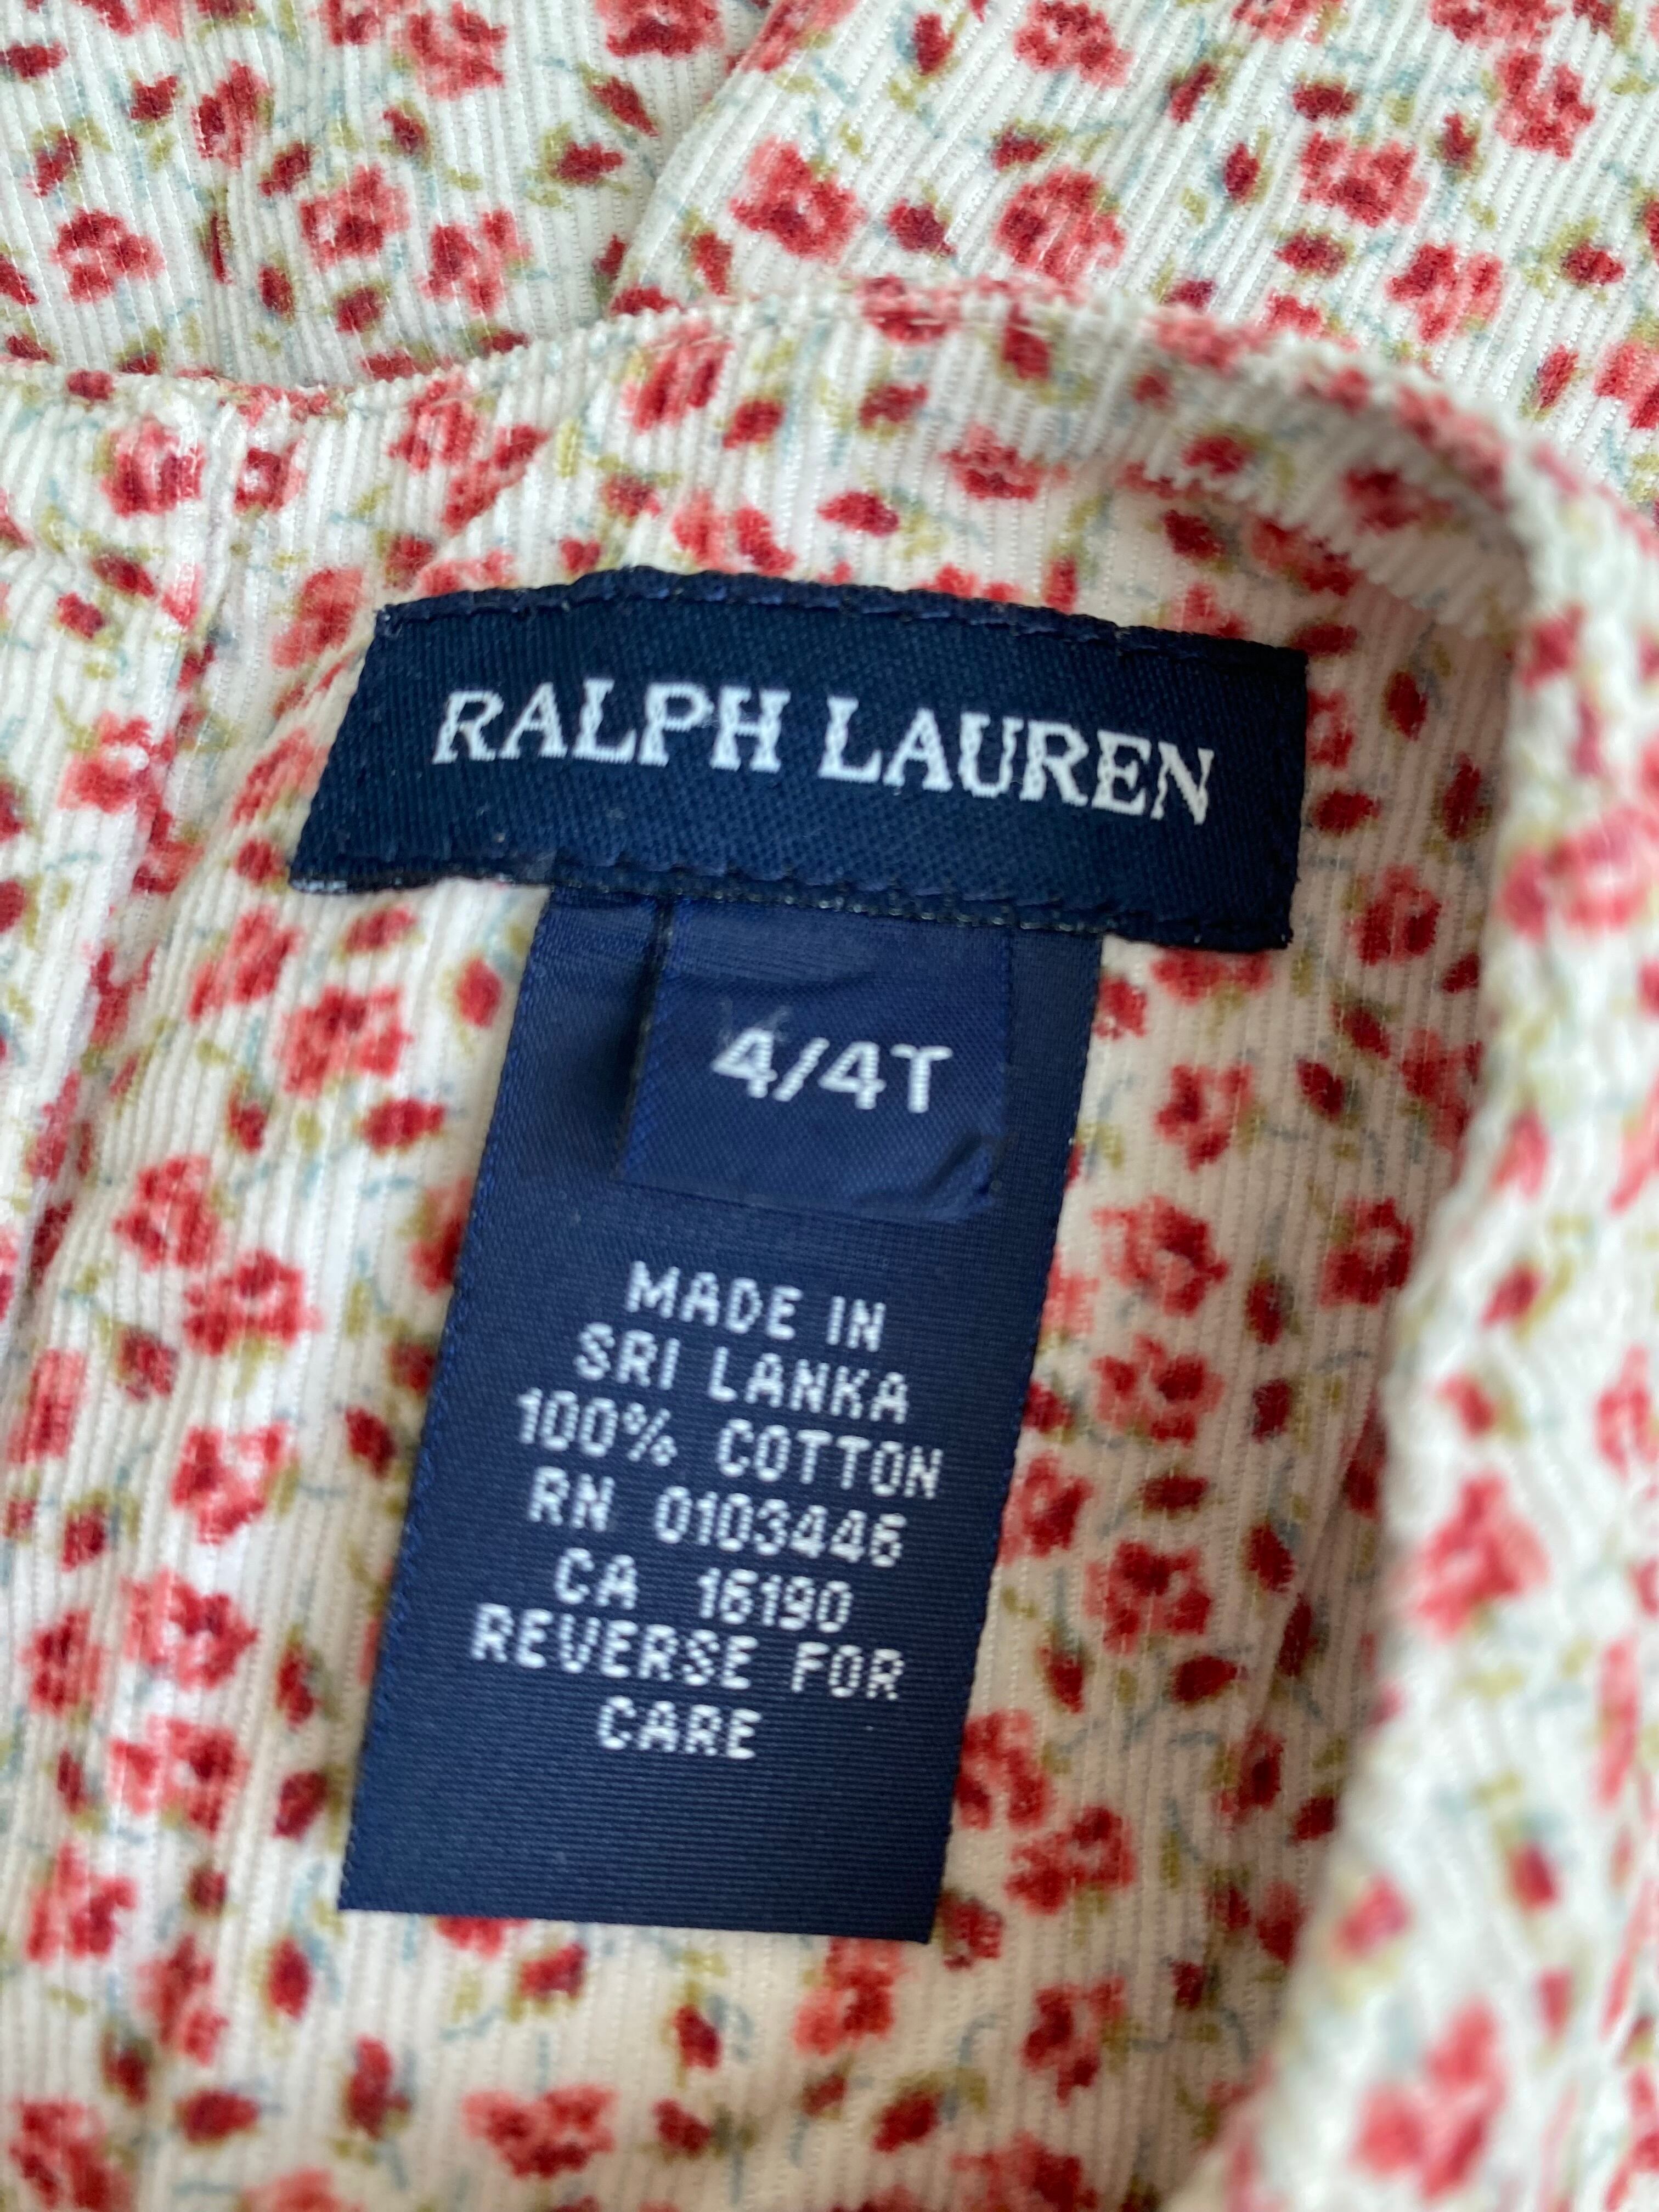 RALPH LAUREN
4/4T
MADE IN
SRI LANKA
100% COTTON
RN 0103446
CA 16190
REVERSE FOR
CARE